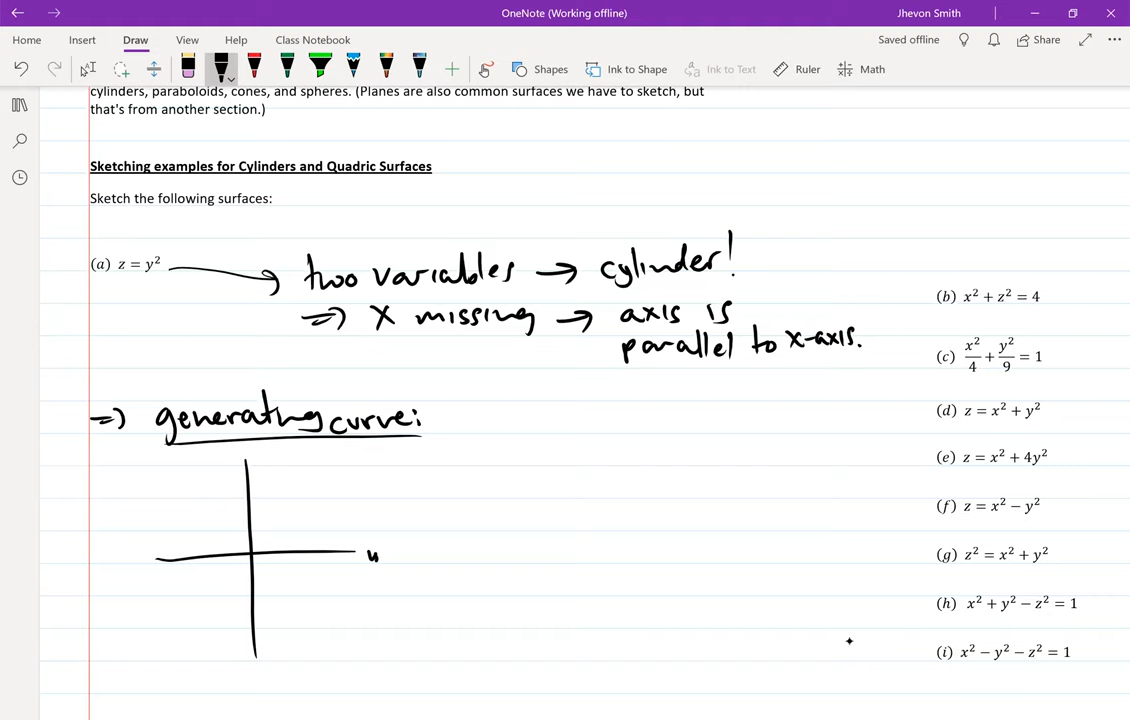 OneNote (Working offline)
Jhevon Smith
Home Insert Draw View Help Class Notebook
Saved offline Share
Shapes Ink to Shape Ink to Text Ruler Math
cylinders, paraboloids, cones, and spheres. (Planes are also common surfaces we have to sketch, but
that's from another section.)
Sketching examples for Cylinders and Quadric Surfaces
Sketch the following surfaces:
(a) z = y² → two variables → cylinder!
⇒ x missing → axis is
parallel to x-axis.
⇒ generating curve:
(b) x² + z² = 4
(c) x²/4 + y²/9 = 1
(d) z = x² + y²
(e) z = x² + 4y²
(f) z = x² − y²
(g) z² = x² + y²
(h) x² + y² − z² = 1
(i) x² − y² − z² = 1